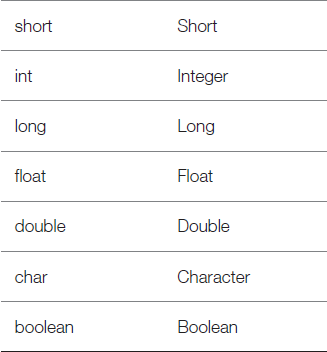 short Short
int Integer
long Long
float Float
double Double
char Character
boolean Boolean